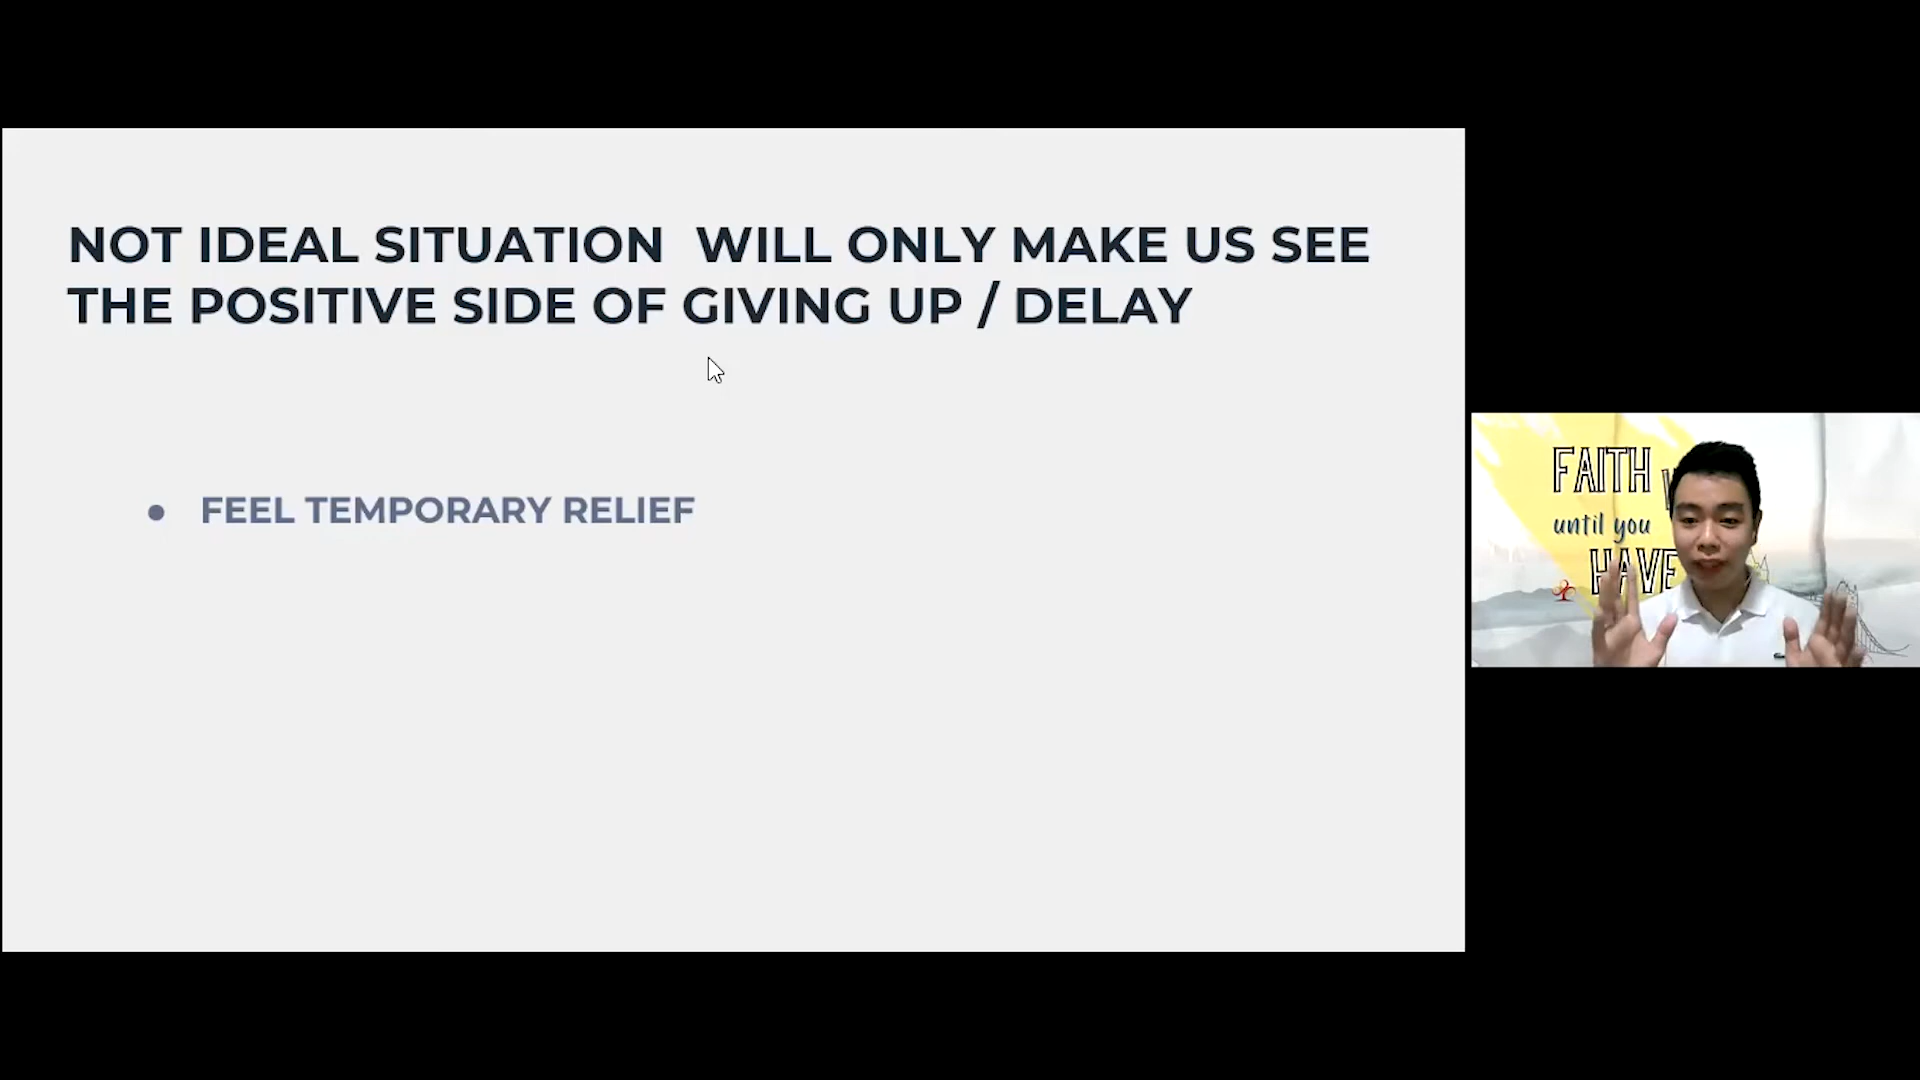 NOT IDEAL SITUATION WILL ONLY MAKE US SEE
THE POSITIVE SIDE OF GIVING UP / DELAY
● FEEL TEMPORARY RELIEF
FAITH
until you
HAVE